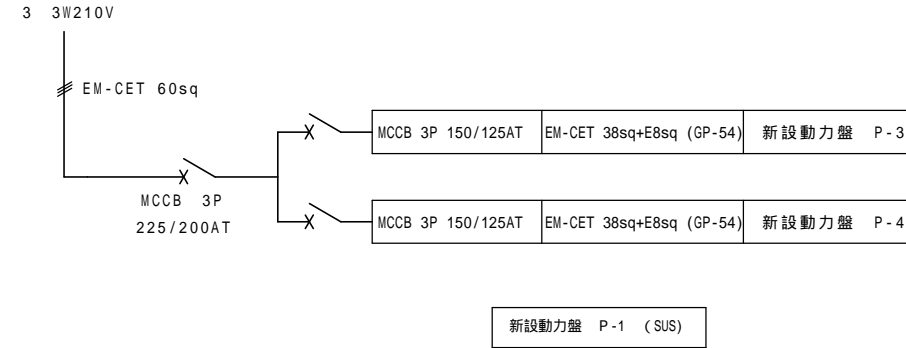 3 3W210V
EM-CET 60sq
MCCB 3P
225/200AT
MCCB 3P 150/125AT EM-CET 38sq+E8sq (GP-54) 新設動力盤 P-3
MCCB 3P 150/125AT EM-CET 38sq+E8sq (GP-54) 新設動力盤 P-4
新設動力盤 P-1 (SUS)